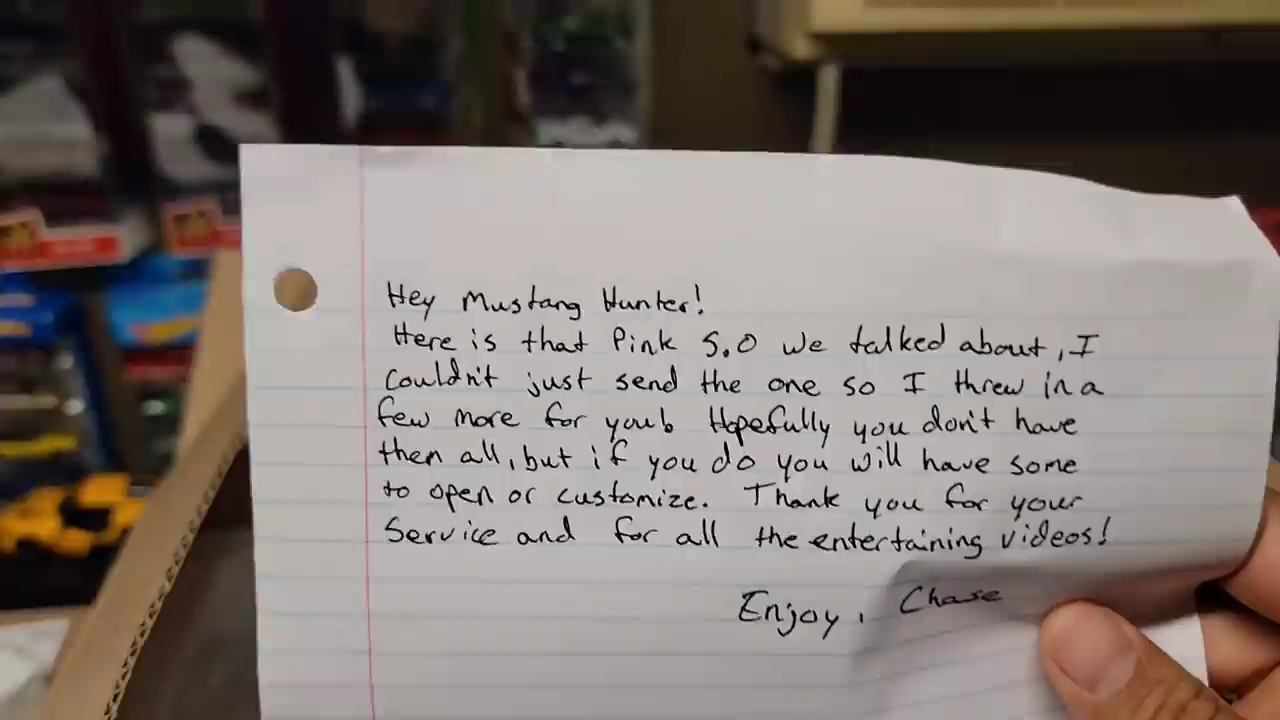 Hey Mustang Hunter!
Here is that Pink 5.0 we talked about, I
couldn't just send the one so I threw in a
few more for you! Hopefully you don't have
then all, but if you do you will have some
to open or customize. Thank you for your
Service and for all the entertaining videos!
Enjoy, Chase